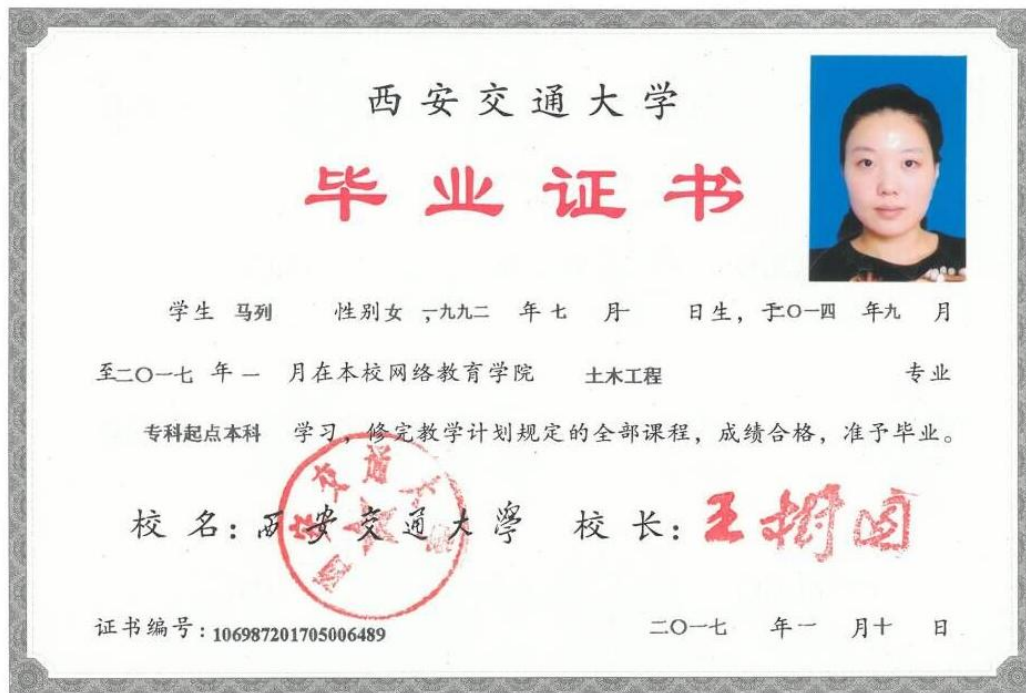 西安交通大学
毕业证书
学生 马列 性别女 ,一九九二 年七 月一 日生, 于二〇一四 年九 月
至二〇一七 年一 月在本校网络教育学院 土木工程 专业
专科起点本科 学习, 修完教学计划规定的全部课程, 成绩合格, 准予毕业。
校 名: 西安交通大學 校 长: 王树国
证书编号: 106987201705006489 二〇一七 年一 月十 日